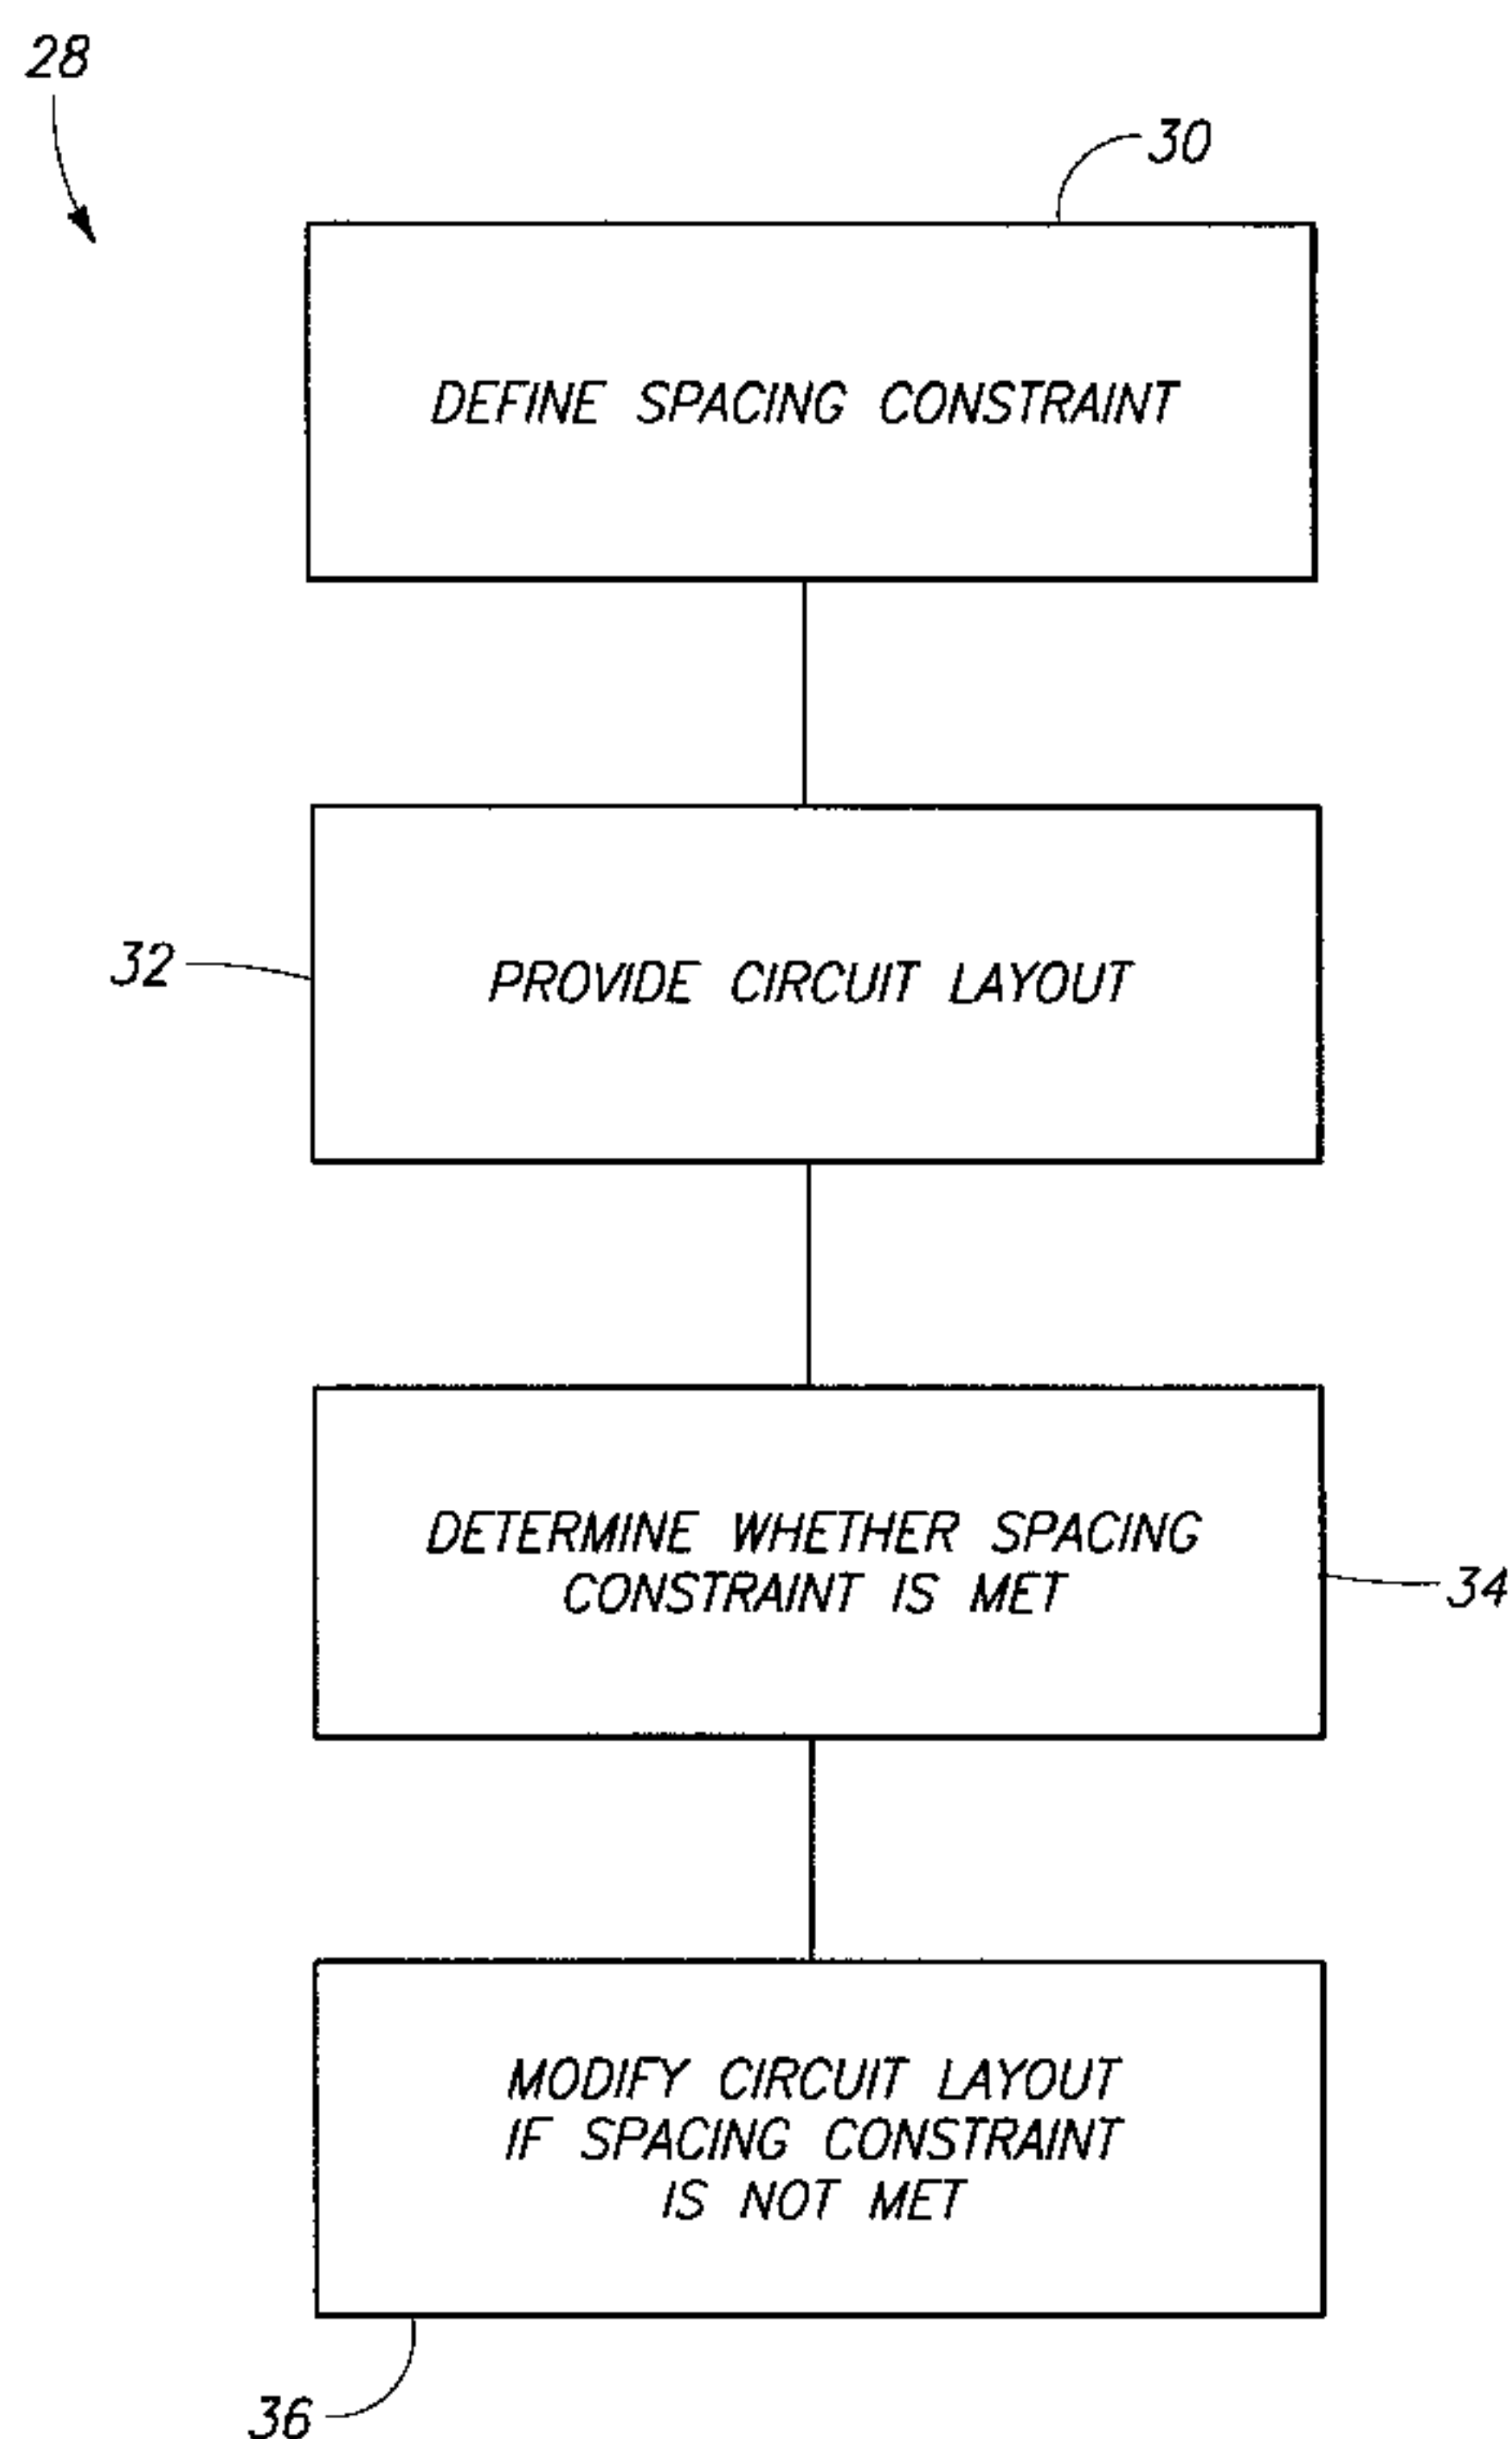 28
30
DEFINE SPACING CONSTRAINT
32
PROVIDE CIRCUIT LAYOUT
DETERMINE WHETHER SPACING
CONSTRAINT IS MET
34
MODIFY CIRCUIT LAYOUT
IF SPACING CONSTRAINT
IS NOT MET
36